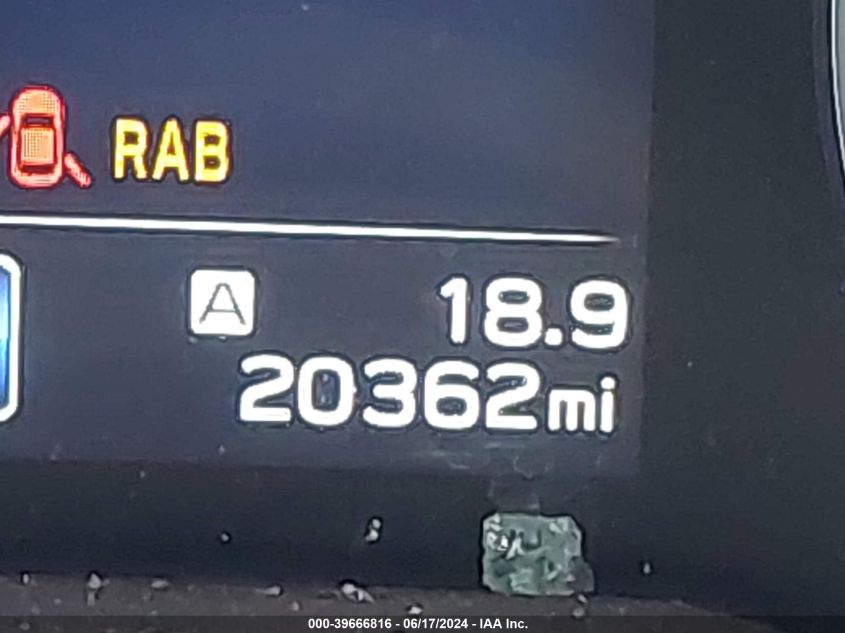 RAB
A 18.9
20362mi
000-39666816 - 06/17/2024 - IAA Inc.